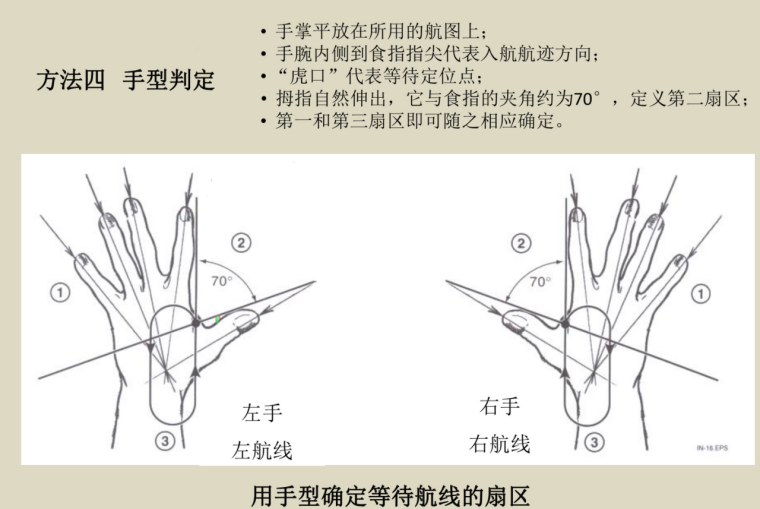 方法四 手型判定
• 手掌平放在所用的航图上；
• 手腕内侧到食指指尖代表入航航迹方向；
• “虎口”代表等待定位点；
• 拇指自然伸出，它与食指的夹角约为70°，定义第二扇区；
• 第一和第三扇区即可随之相应确定。
② ②
70° 70°
① ①
左手 右手
左航线 右航线
③ ③
IN-16.EPS
用手型确定等待航线的扇区